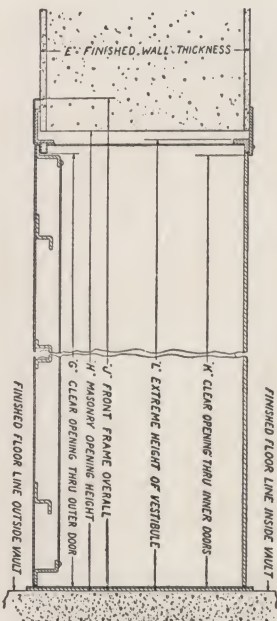 "E" FINISHED WALL THICKNESS
FINISHED FLOOR LINE OUTSIDE VAULT
"G" CLEAR OPENING THRU OUTER DOOR
"H" MASONRY OPENING HEIGHT
"J" FRONT FRAME OVERALL
"L" EXTREME HEIGHT OF VESTIBULE
"K" CLEAR OPENING THRU INNER DOORS
FINISHED FLOOR LINE INSIDE VAULT